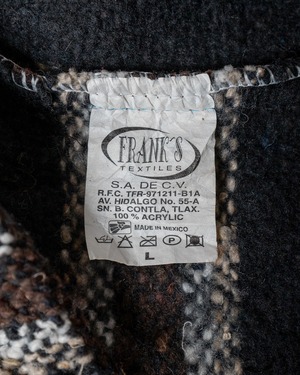 FRANK'S
TEXTILES
S.A. DE C.V.
R.F.C. TFR-971211-B1A
AV. HIDALGO No. 55-A
SN. B. CONTLA, TLAX.
100 % ACRYLIC
MADE IN MEXICO
P
L